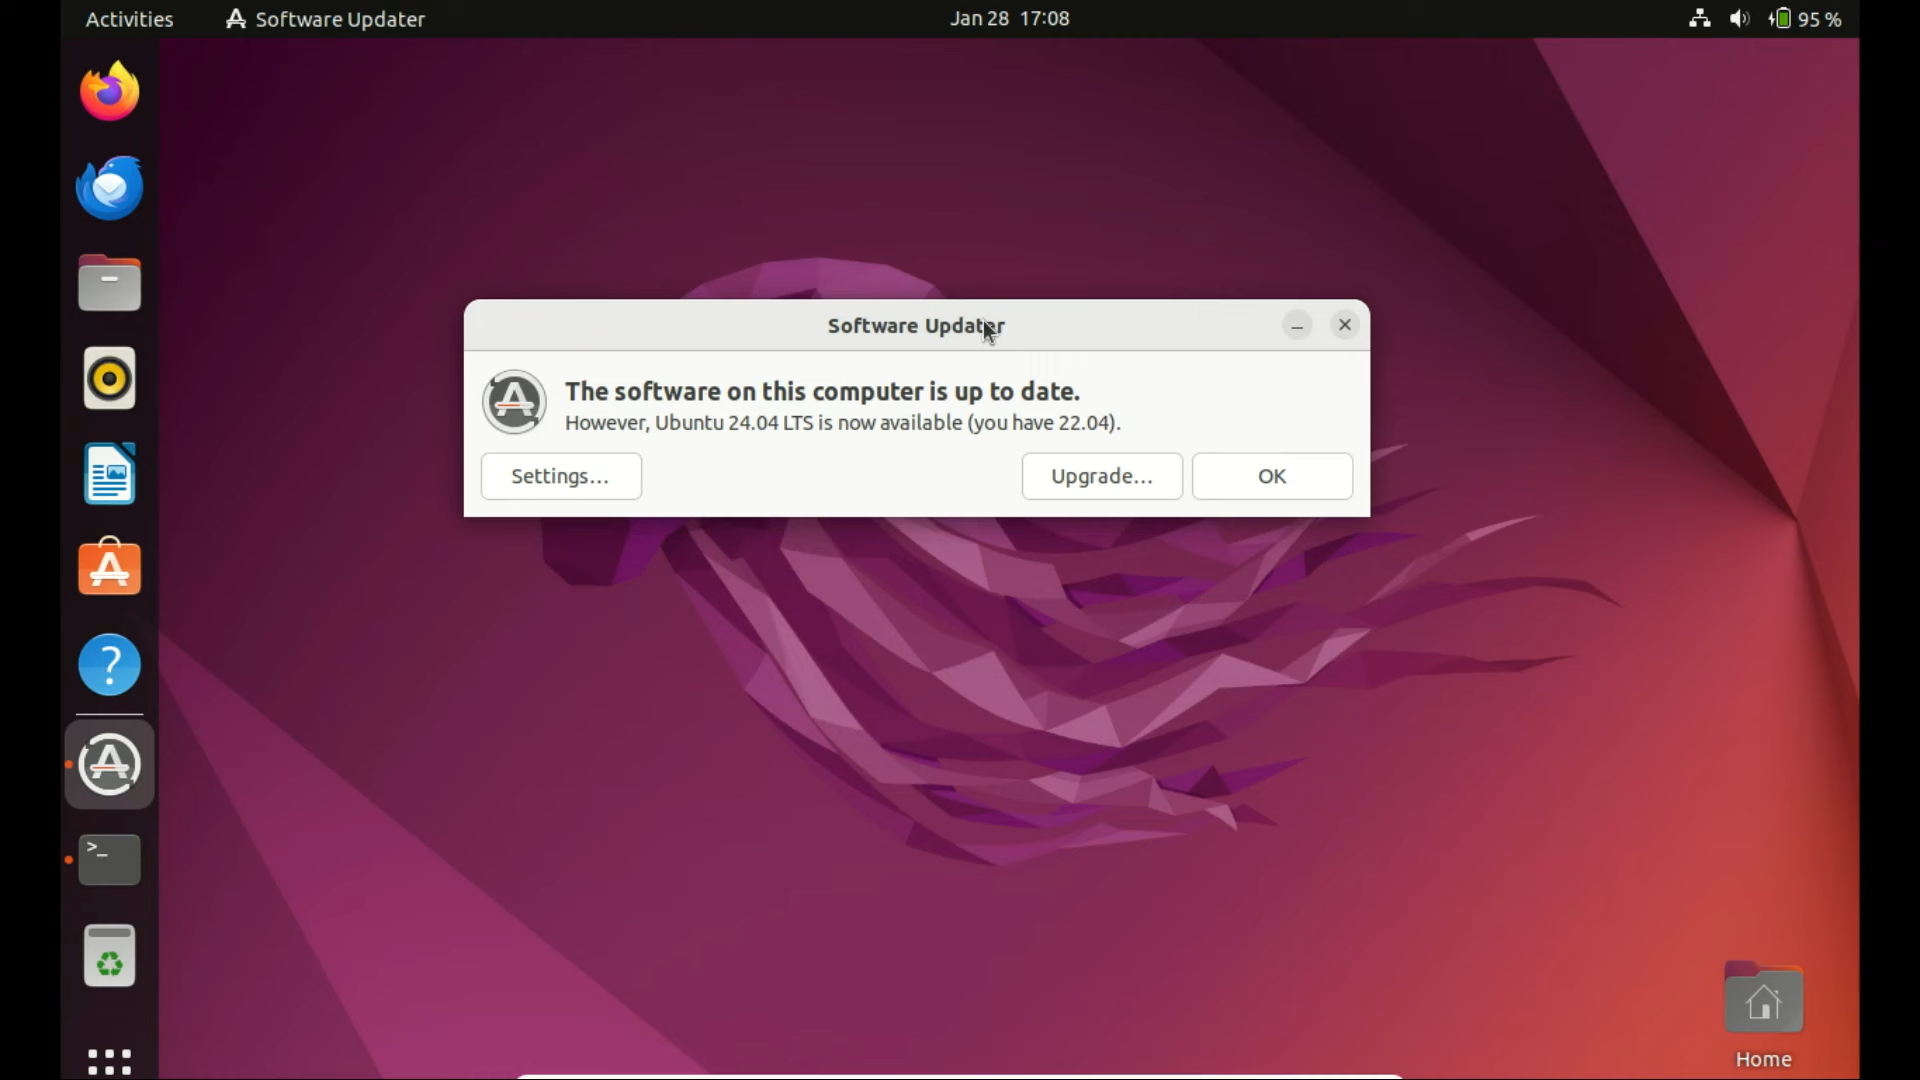 Activities Software Updater Jan 28 17:08 95 %
Software Updater
The software on this computer is up to date.
However, Ubuntu 24.04 LTS is now available (you have 22.04).
Settings... Upgrade... OK
Home